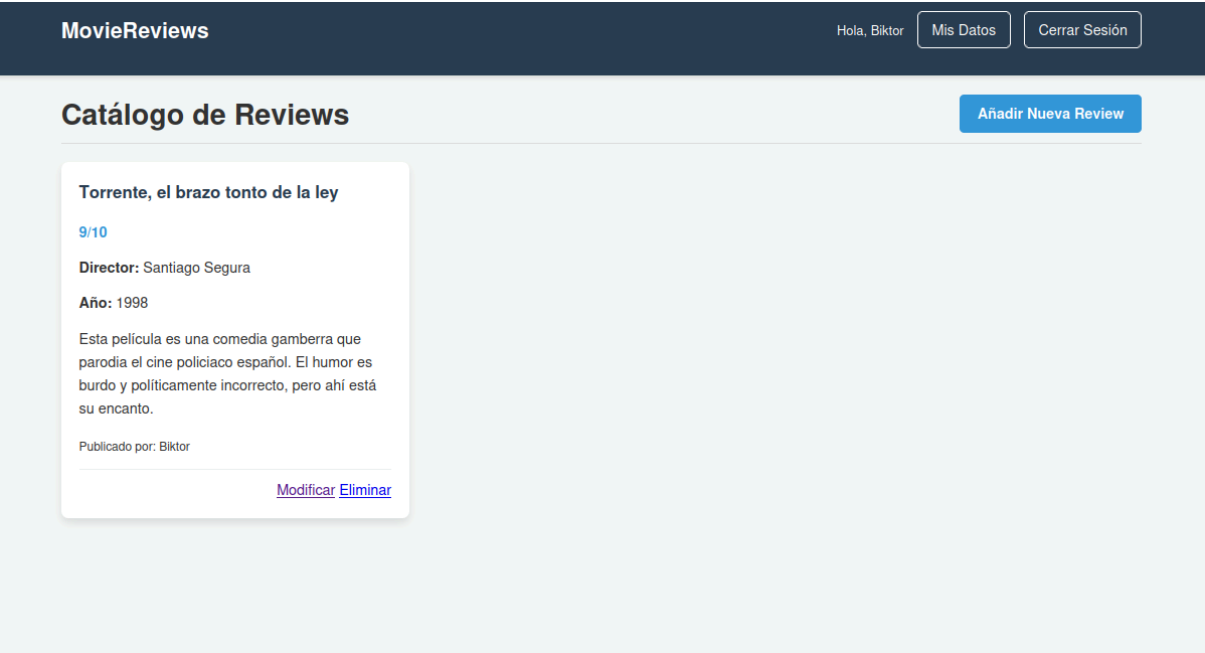 MovieReviews
Hola, Biktor
Mis Datos
Cerrar Sesión
Catálogo de Reviews
Añadir Nueva Review
Torrente, el brazo tonto de la ley
9/10
Director: Santiago Segura
Año: 1998
Esta película es una comedia gamberra que
parodia el cine policiaco español. El humor es
burdo y políticamente incorrecto, pero ahí está
su encanto.
Publicado por: Biktor
Modificar Eliminar